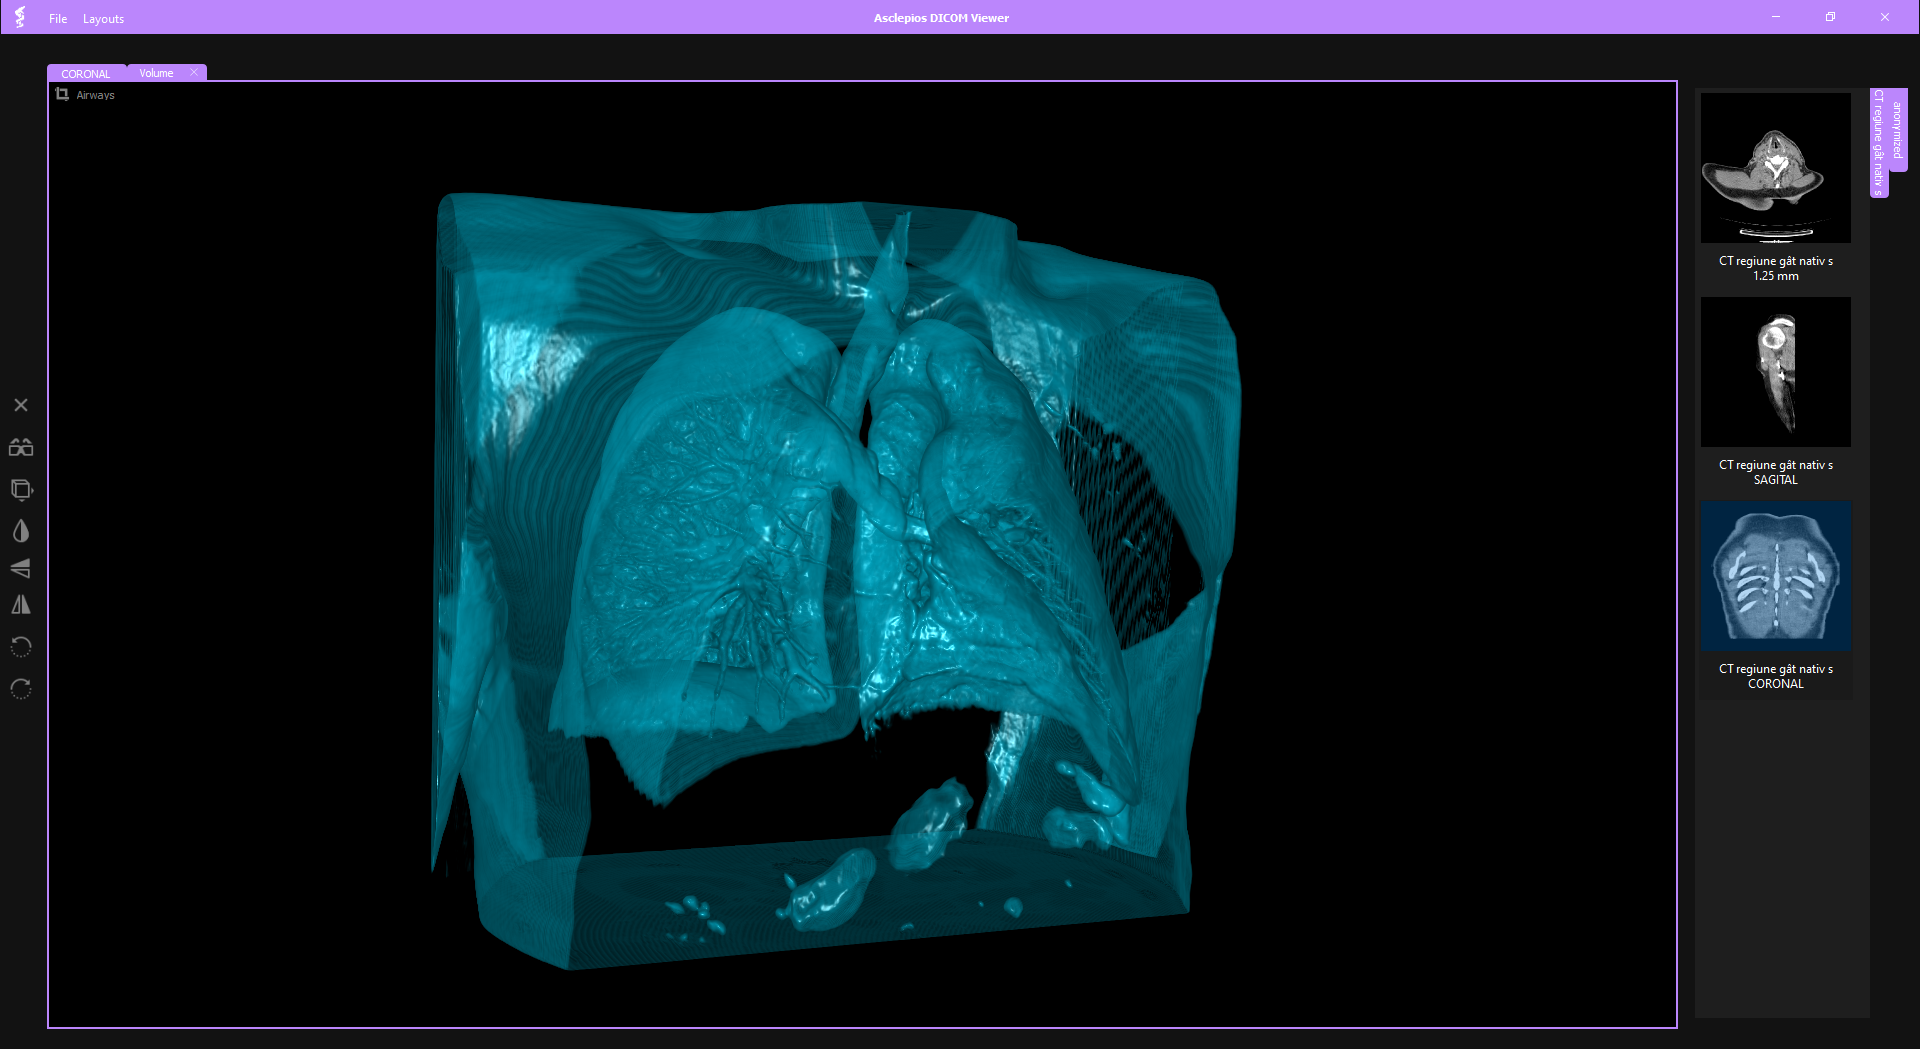 File
Layouts
Asclepios DICOM Viewer
CORONAL
Volume
Airways
CT regiune gât nativ s
1.25 mm
CT regiune gât nativ s
SAGITAL
CT regiune gât nativ s
CORONAL
anonymized
CT regiune gât nativ s